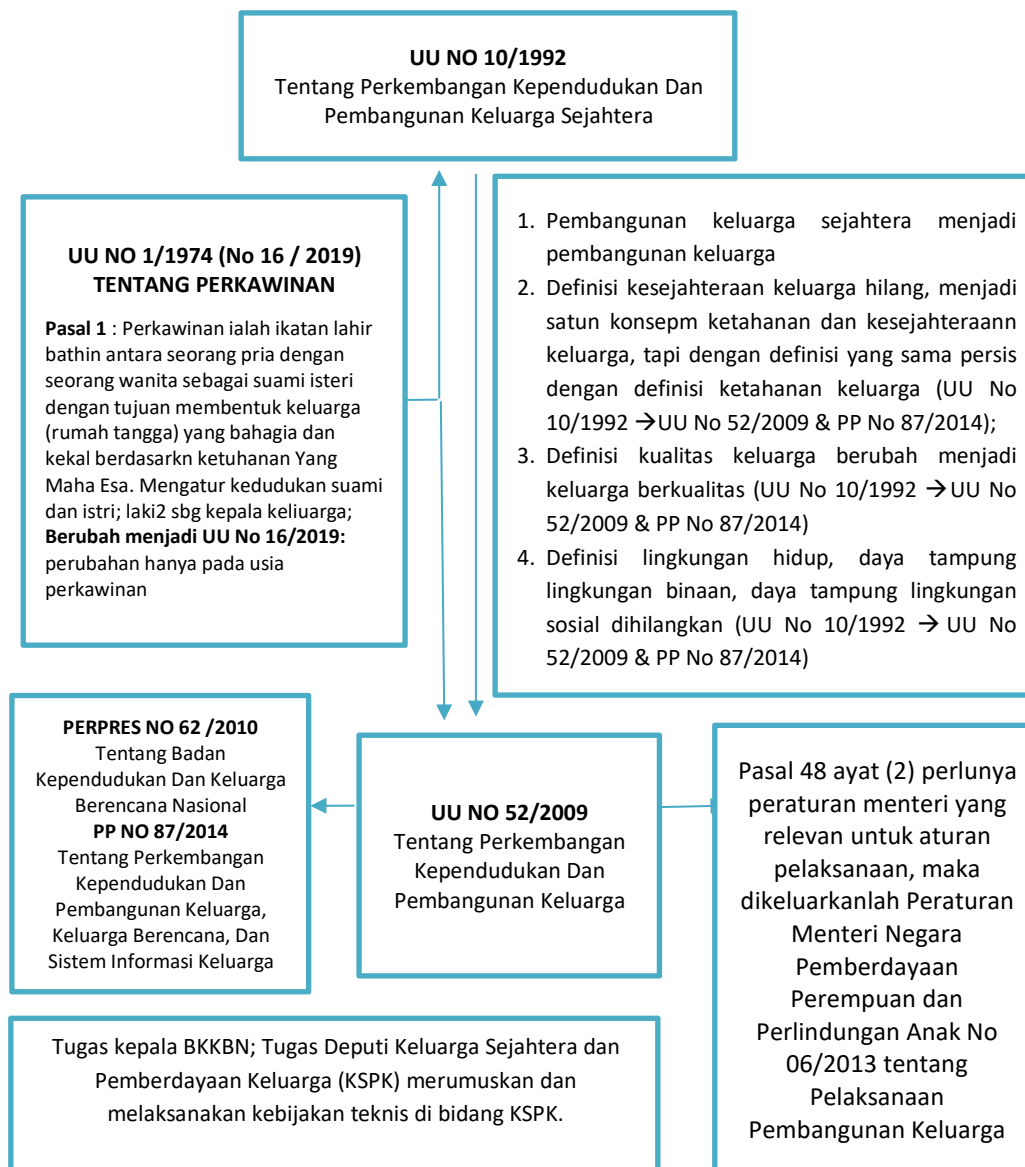 UU NO 10/1992
Tentang Perkembangan Kependudukan Dan
Pembangunan Keluarga Sejahtera
UU NO 1/1974 (No 16 / 2019)
TENTANG PERKAWINAN
Pasal 1 : Perkawinan ialah ikatan lahir
bathin antara seorang pria dengan
seorang wanita sebagai suami isteri
dengan tujuan membentuk keluarga
(rumah tangga) yang bahagia dan
kekal berdasarkn ketuhanan Yang
Maha Esa. Mengatur kedudukan suami
dan istri; laki2 sbg kepala keliuarga;
Berubah menjadi UU No 16/2019:
perubahan hanya pada usia
perkawinan
1. Pembangunan keluarga sejahtera menjadi
pembangunan keluarga
2. Definisi kesejahteraan keluarga hilang, menjadi
satun konsepm ketahanan dan kesejahteraann
keluarga, tapi dengan definisi yang sama persis
dengan definisi ketahanan keluarga (UU No
10/1992 →UU No 52/2009 & PP No 87/2014);
3. Definisi kualitas keluarga berubah menjadi
keluarga berkualitas (UU No 10/1992 →UU No
52/2009 & PP No 87/2014)
4. Definisi lingkungan hidup, daya tampung
lingkungan binaan, daya tampung lingkungan
sosial dihilangkan (UU No 10/1992 → UU No
52/2009 & PP No 87/2014)
PERPRES NO 62 /2010
Tentang Badan
Kependudukan Dan Keluarga
Berencana Nasional
PP NO 87/2014
Tentang Perkembangan
Kependudukan Dan
Pembangunan Keluarga,
Keluarga Berencana, Dan
Sistem Informasi Keluarga
UU NO 52/2009
Tentang Perkembangan
Kependudukan Dan
Pembangunan Keluarga
Pasal 48 ayat (2) perlunya
peraturan menteri yang
relevan untuk aturan
pelaksanaan, maka
dikeluarkanlah Peraturan
Menteri Negara
Pemberdayaan
Perempuan dan
Perlindungan Anak No
06/2013 tentang
Pelaksanaan
Pembangunan Keluarga
Tugas kepala BKKBN; Tugas Deputi Keluarga Sejahtera dan
Pemberdayaan Keluarga (KSPK) merumuskan dan
melaksanakan kebijakan teknis di bidang KSPK.